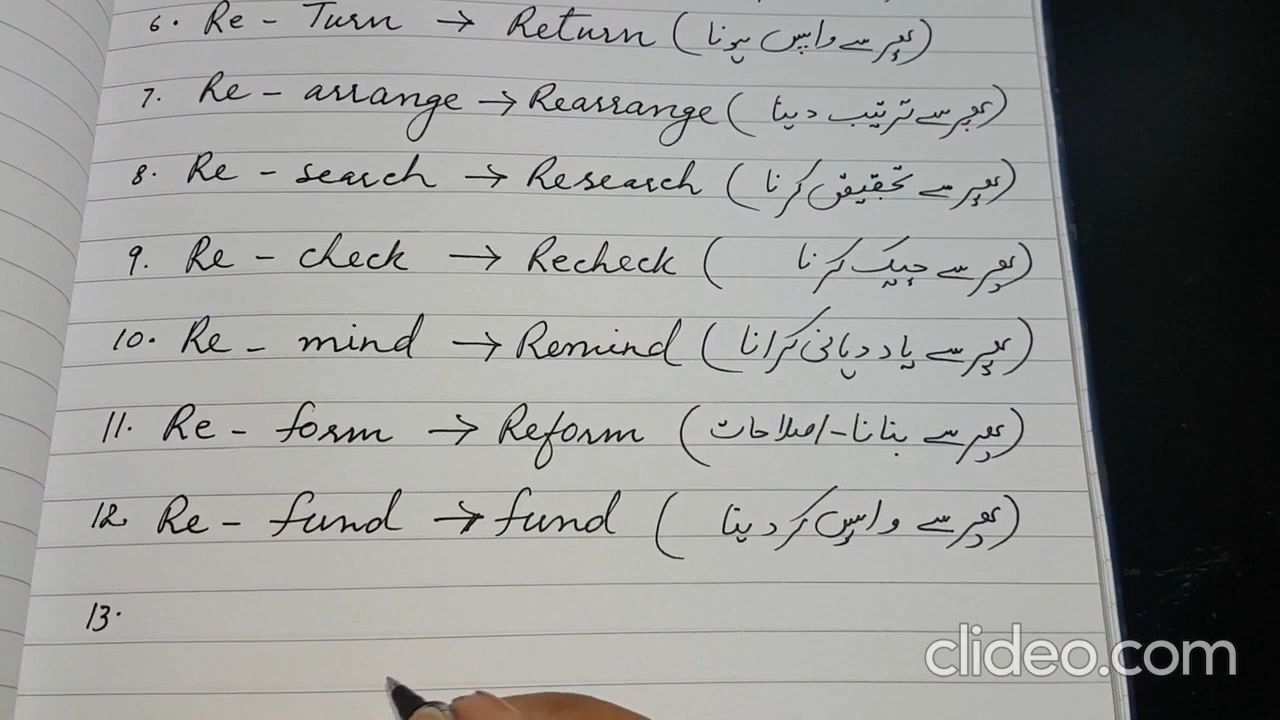 6. Re - Turn → Return (پھر سے واپس ہونا)
7. Re - arrange → Rearrange (پھر سے ترتیب دینا)
8. Re - search → Research (پھر سے تحقیق کرنا)
9. Re - check → Recheck (پھر سے چیک کرنا)
10. Re - mind → Remind (پھر سے یاد دہانی کرانا)
11. Re - form → Reform (پھر سے بنانا - اصلاحات)
12. Re - fund → fund (پھر سے واپس کر دینا)
13.
clideo.com